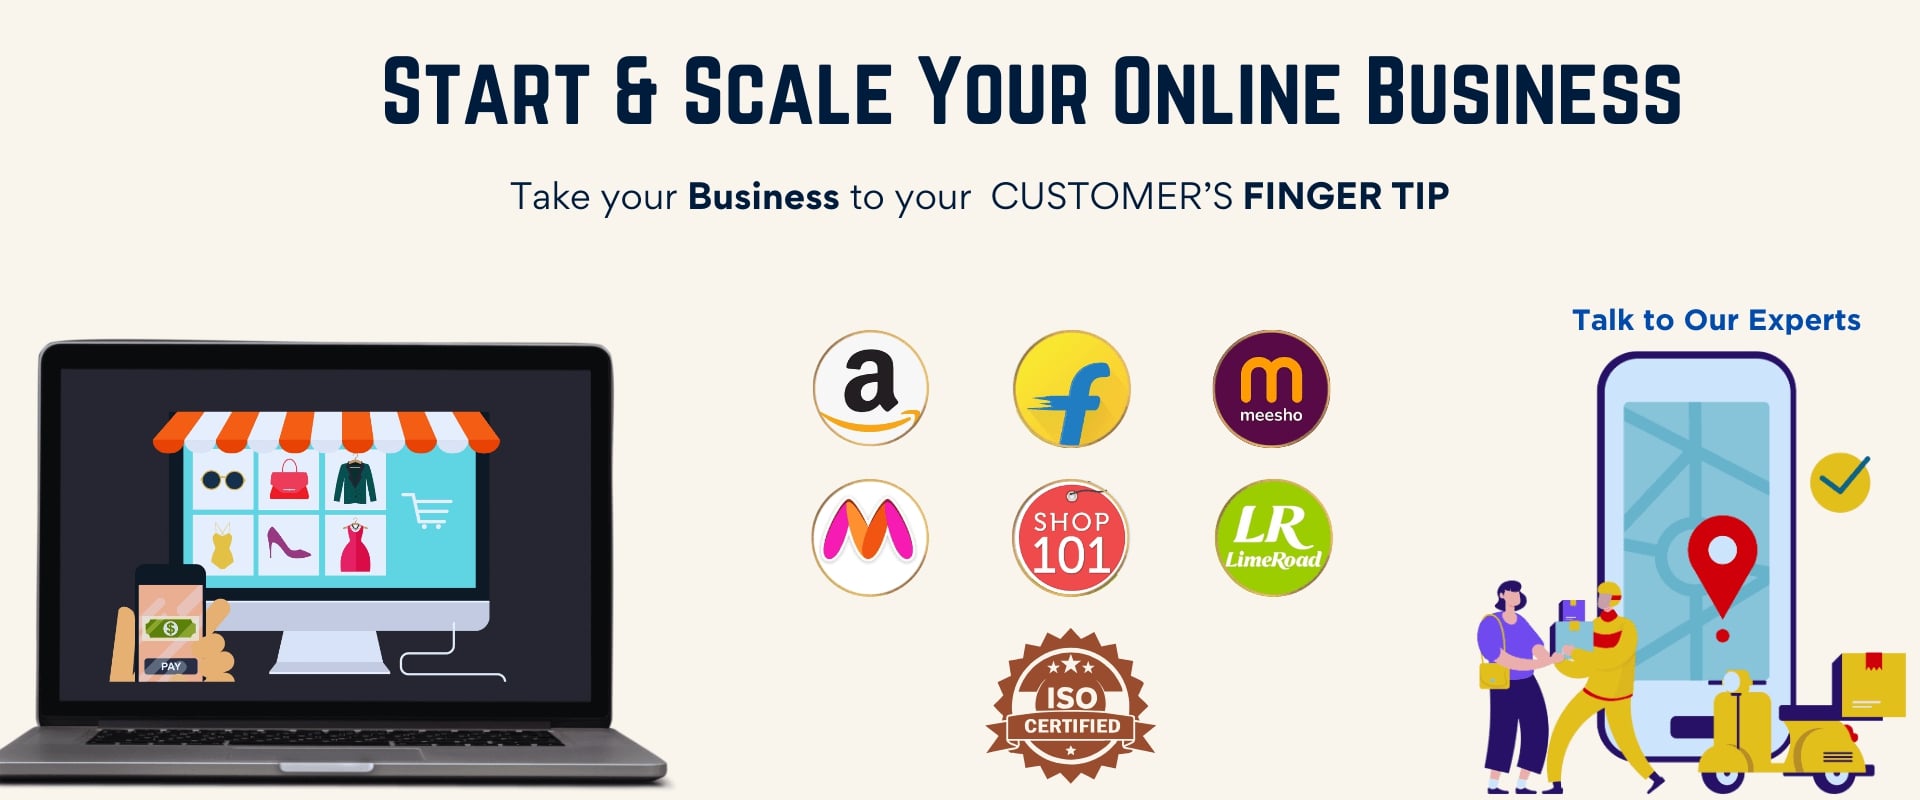 START & SCALE YOUR ONLINE BUSINESS
Take your Business to your CUSTOMER'S FINGER TIP
Talk to Our Experts
a
f
m
meesho
SHOP
101
LR
LimeRoad
$
PAY
ISO
CERTIFIED